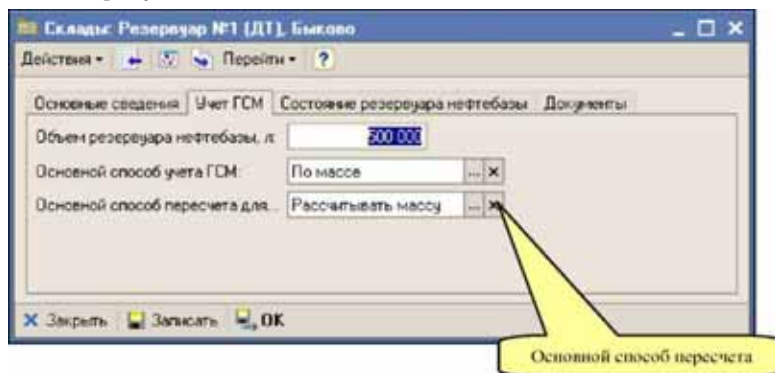 Склады: Резервуар №1 (ДТ), Быково
Действия Перейти ?
Основные сведения Учет ГСМ Состояние резервуара нефтебазы Документы
Объем резервуара нефтебазы, л: 500 000
Основной способ учета ГСМ: По массе ... ×
Основной способ пересчета для... Рассчитывать массу ... ×
Закрыть Записать OK
Основной способ пересчета